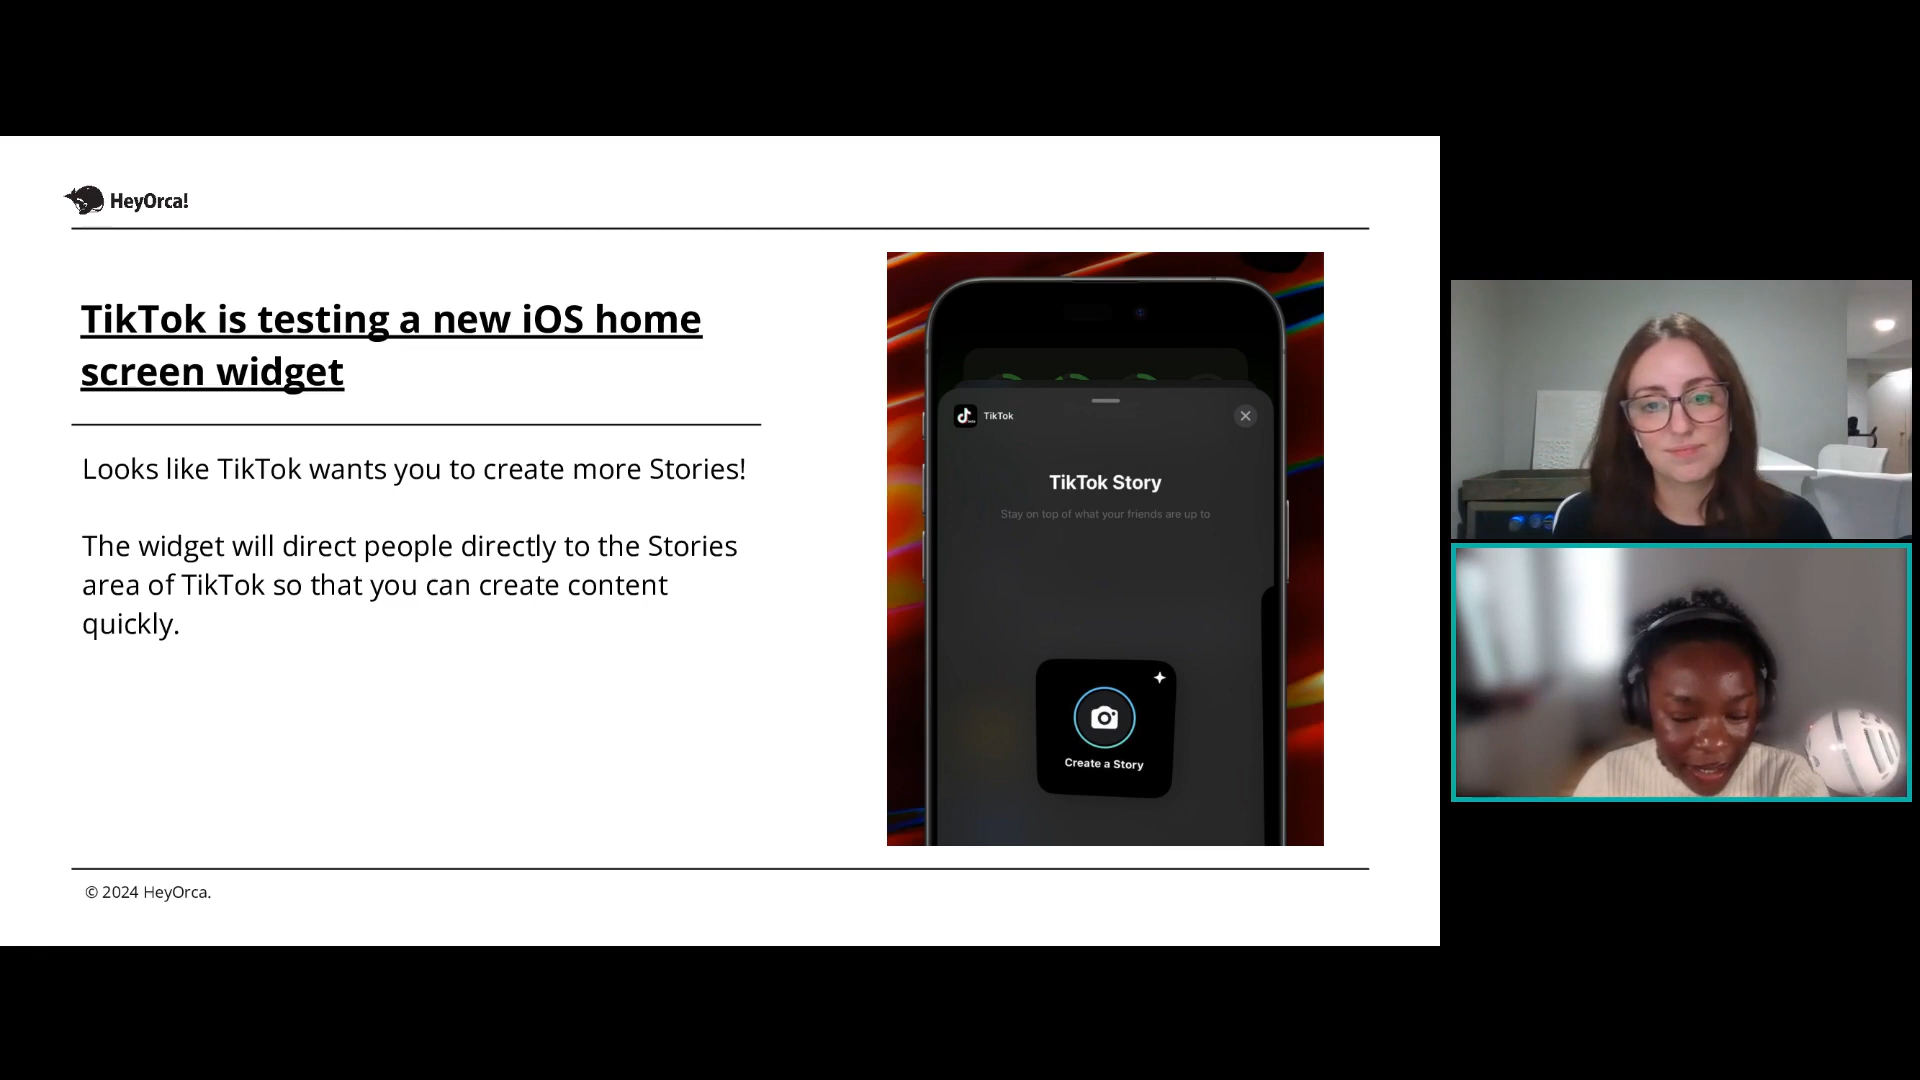 HeyOrca!
TikTok is testing a new iOS home
screen widget
Looks like TikTok wants you to create more Stories!
The widget will direct people directly to the Stories
area of TikTok so that you can create content
quickly.
TikTok
TikTok Story
Stay on top of what your friends are up to
Create a Story
© 2024 HeyOrca.